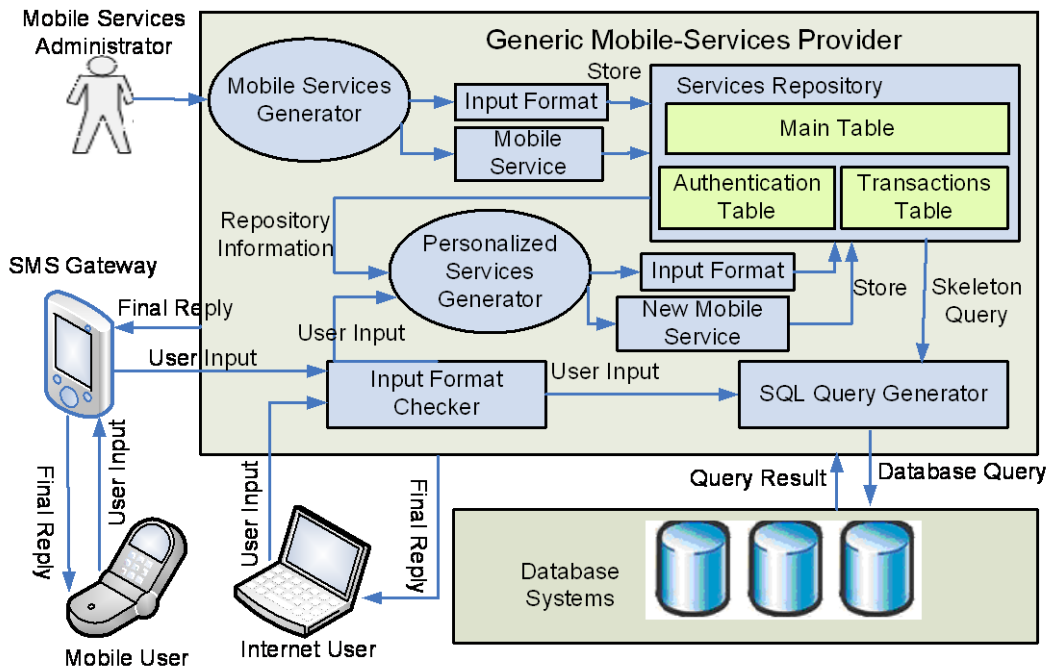 Mobile Services
Administrator
Generic Mobile-Services Provider
Mobile Services
Generator
Input Format
Store
Mobile
Service
Services Repository
Main Table
Authentication
Table
Transactions
Table
Repository
Information
Personalized
Services
Generator
Input Format
New Mobile
Service
Store
Skeleton
Query
SMS Gateway
Final Reply
User Input
User Input
Input Format
Checker
User Input
SQL Query Generator
Final Reply
User Input
User Input
Final Reply
Query Result
Database Query
Database
Systems
Mobile User
Internet User